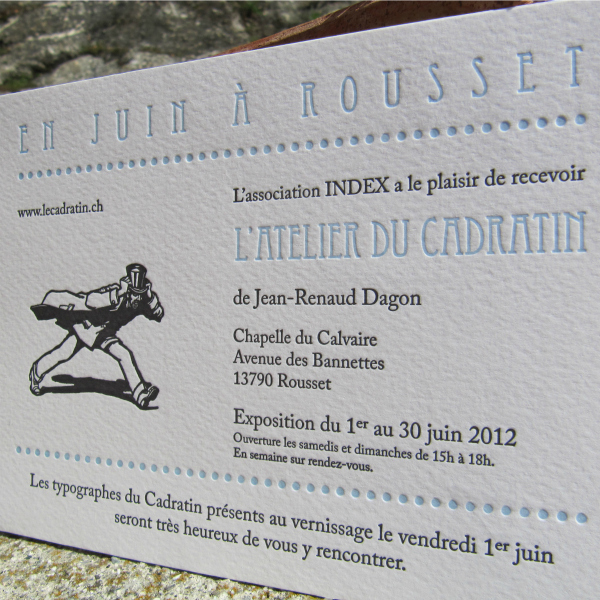 EN JUIN À ROUSSET
www.lecadratin.ch
L'association INDEX a le plaisir de recevoir
L'ATELIER DU CADRATIN
de Jean-Renaud Dagon
Chapelle du Calvaire
Avenue des Bannettes
13790 Rousset
Exposition du 1er au 30 juin 2012
Ouverture les samedis et dimanches de 15h à 18h.
En semaine sur rendez-vous.
Les typographes du Cadratin présents au vernissage le vendredi 1er juin
seront très heureux de vous y rencontrer.